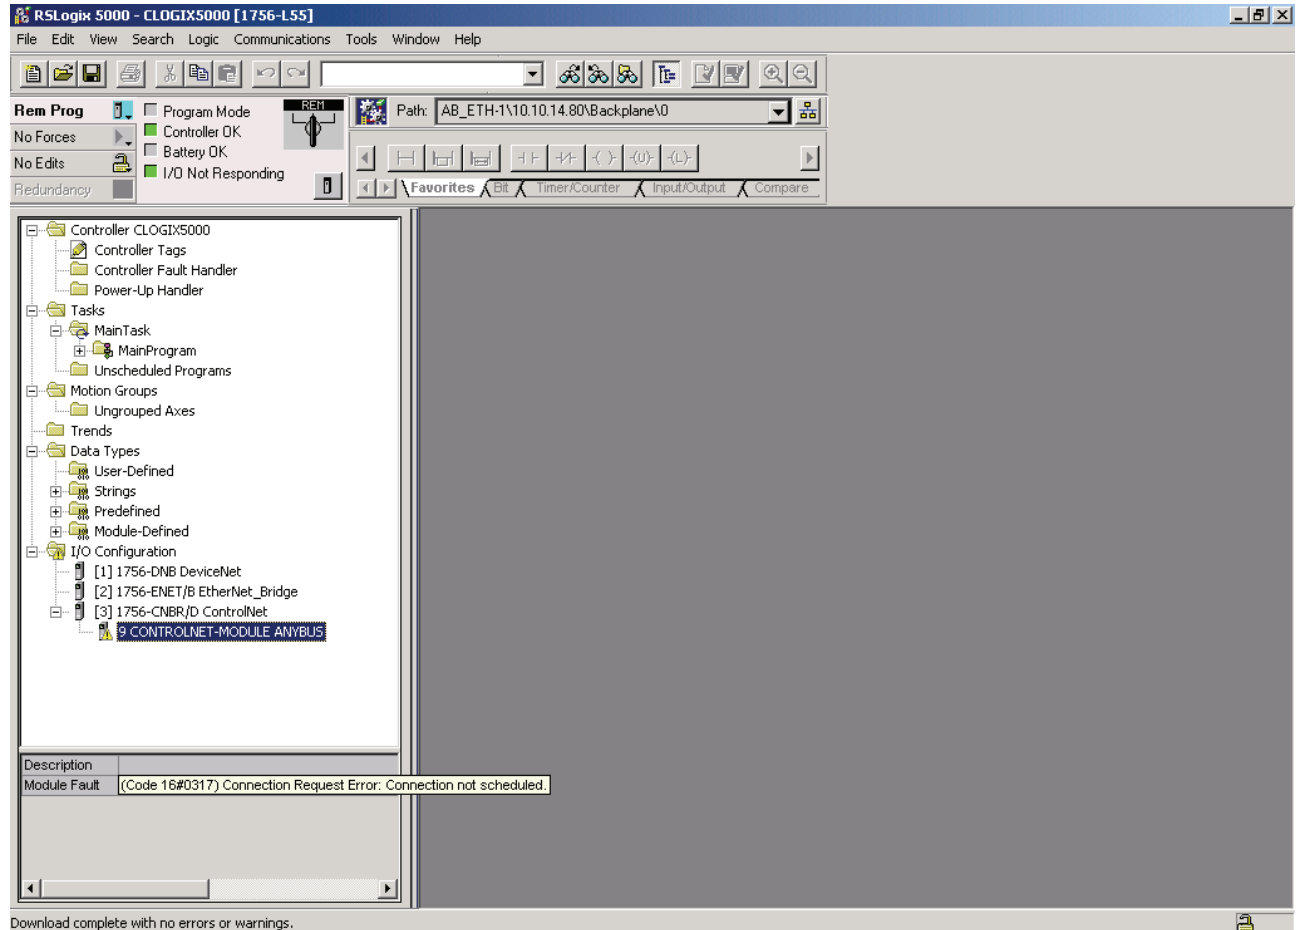 RSLogix 5000 - CLOGIX5000 [1756-L55]
File Edit View Search Logic Communications Tools Window Help
Rem Prog
No Forces
No Edits
Redundancy
Program Mode
Controller OK
Battery OK
I/O Not Responding
REM
Path: AB_ETH-1\10.10.14.80\Backplane\0
Favorites Bit Timer/Counter Input/Output Compare
Controller CLOGIX5000
Controller Tags
Controller Fault Handler
Power-Up Handler
Tasks
MainTask
MainProgram
Unscheduled Programs
Motion Groups
Ungrouped Axes
Trends
Data Types
User-Defined
Strings
Predefined
Module-Defined
I/O Configuration
[1] 1756-DNB DeviceNet
[2] 1756-ENET/B EtherNet_Bridge
[3] 1756-CNBR/D ControlNet
9 CONTROLNET-MODULE ANYBUS
Description
Module Fault (Code 16#0317) Connection Request Error: Connection not scheduled.
Download complete with no errors or warnings.